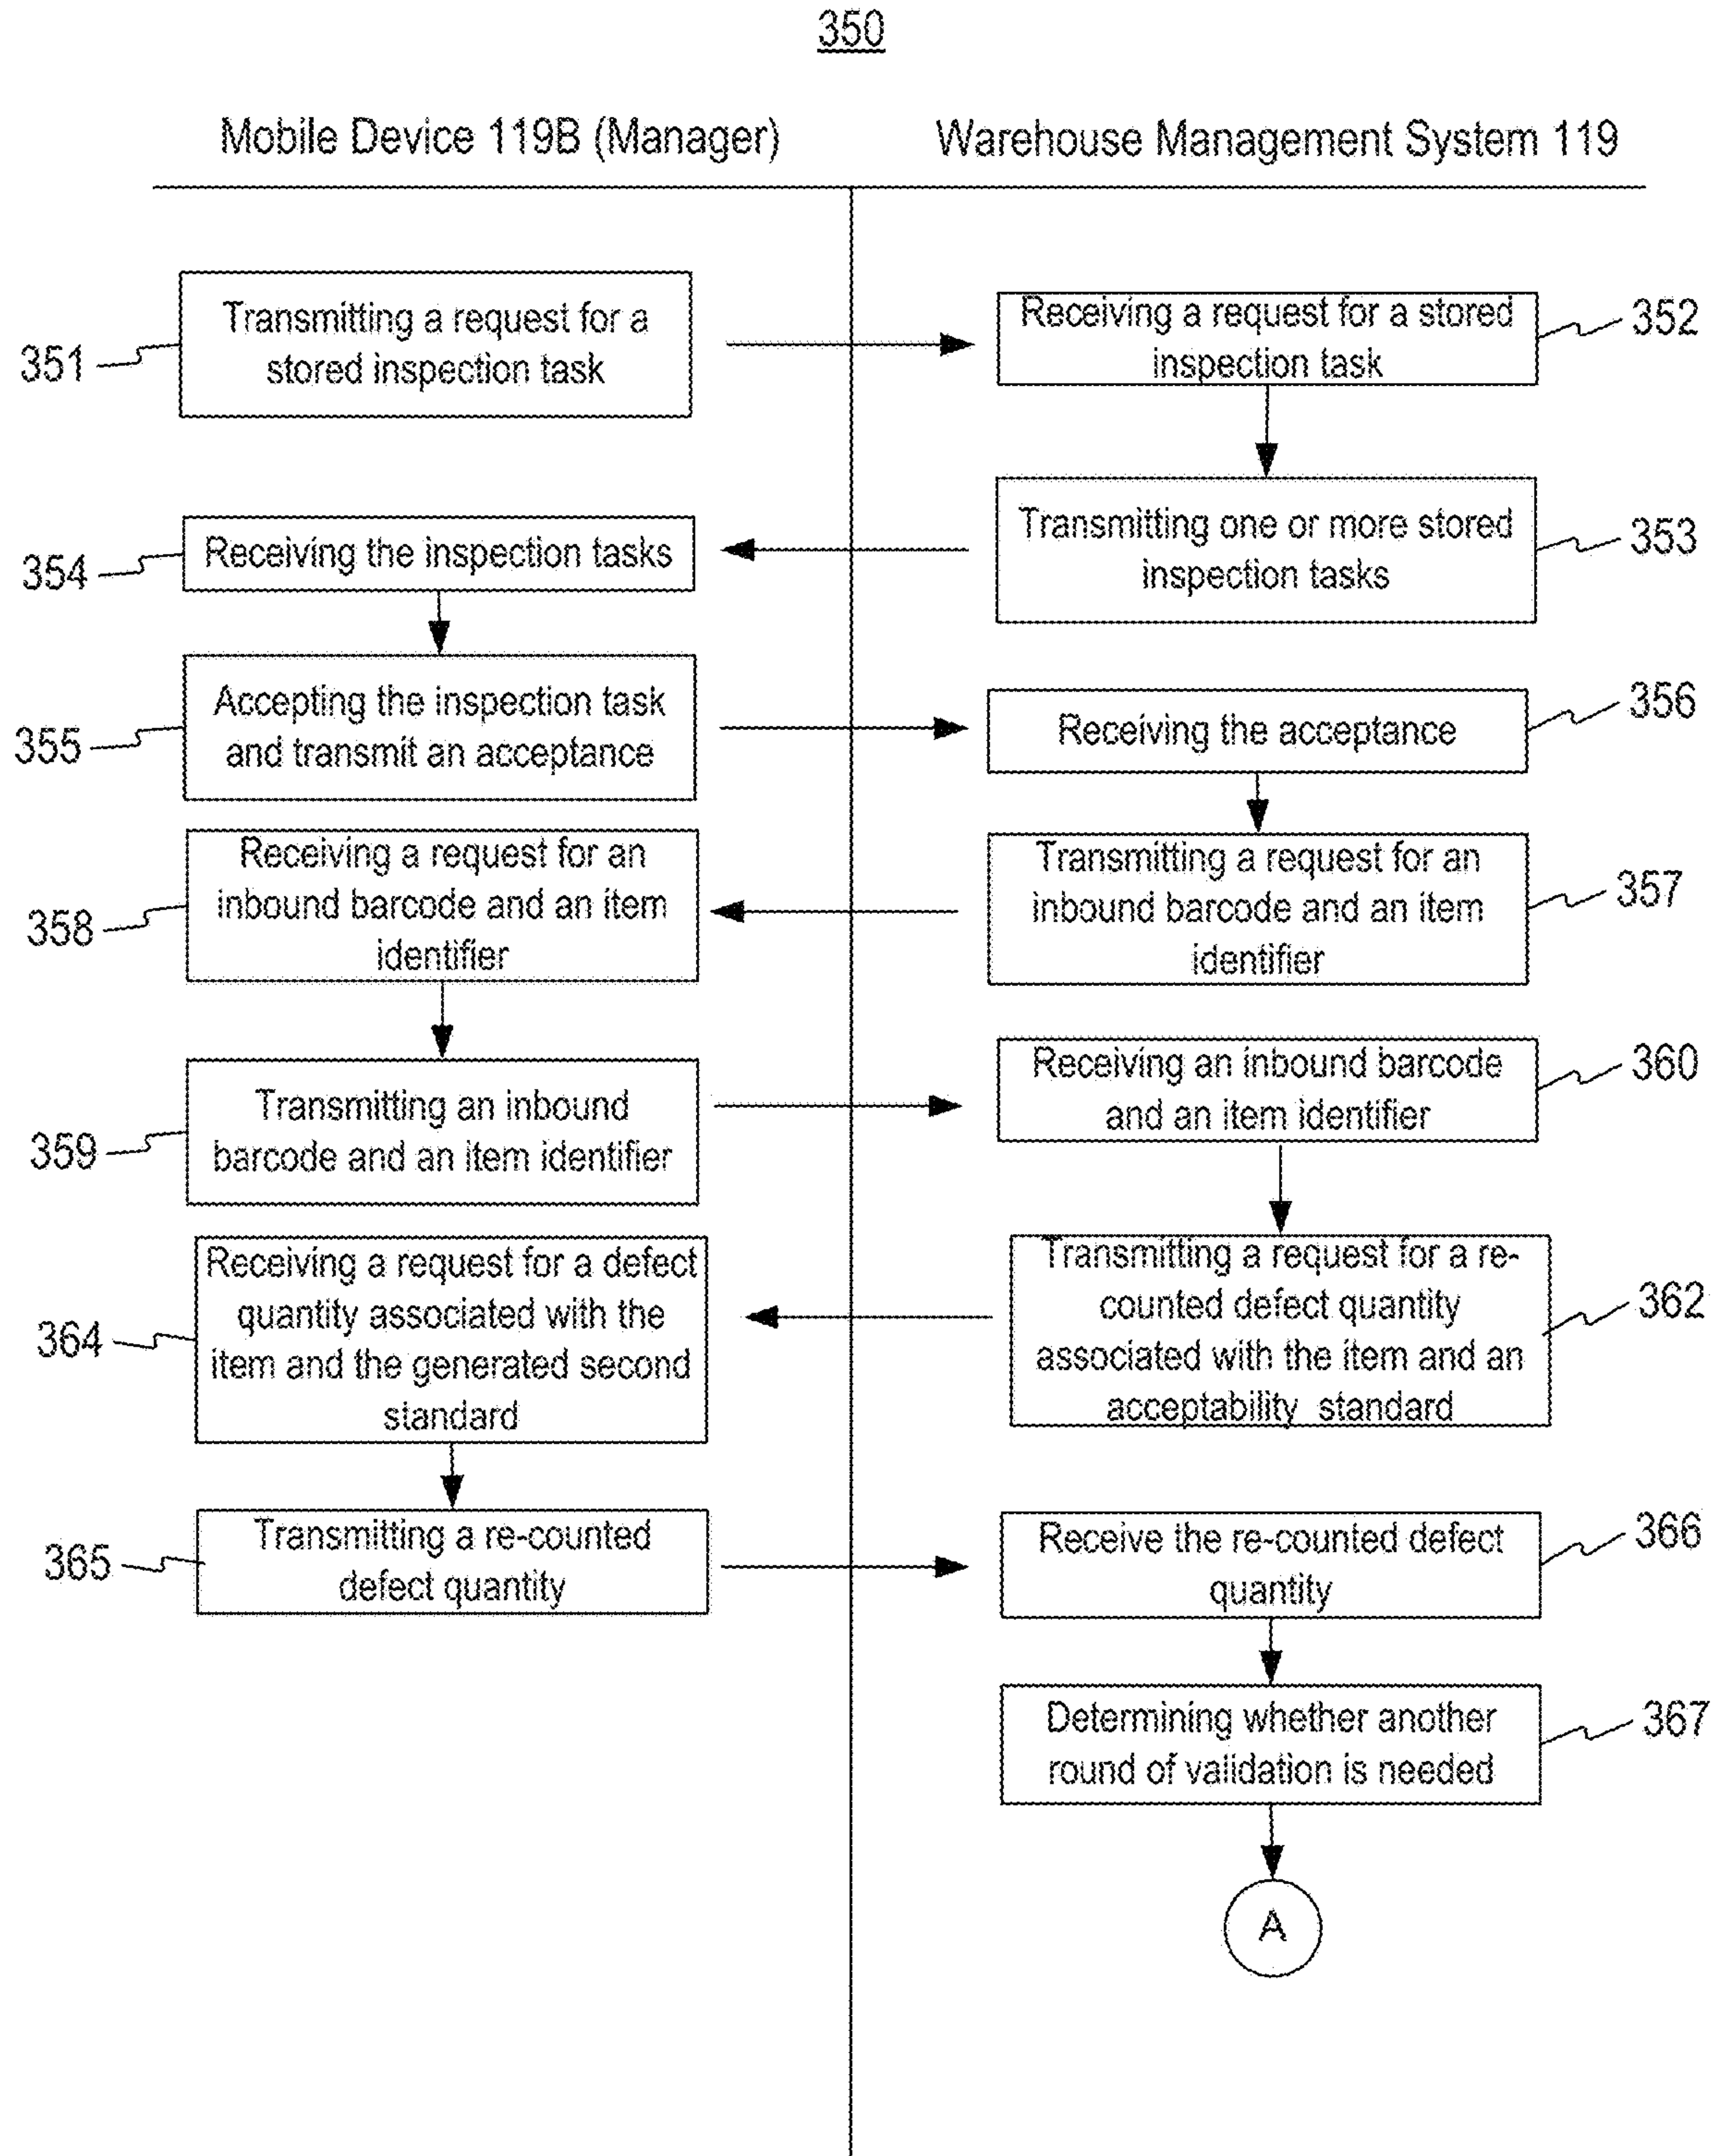 350
Mobile Device 119B (Manager)
Warehouse Management System 119
351
Transmitting a request for a
stored inspection task
Receiving a request for a stored
inspection task
352
Transmitting one or more stored
inspection tasks
353
354
Receiving the inspection tasks
355
Accepting the inspection task
and transmit an acceptance
Receiving the acceptance
356
Transmitting a request for an
inbound barcode and an item
identifier
357
358
Receiving a request for an
inbound barcode and an item
identifier
359
Transmitting an inbound
barcode and an item identifier
Receiving an inbound barcode
and an item identifier
360
Transmitting a request for a re-
counted defect quantity
associated with the item and an
acceptability standard
362
364
Receiving a request for a defect
quantity associated with the
item and the generated second
standard
365
Transmitting a re-counted
defect quantity
Receive the re-counted defect
quantity
366
Determining whether another
round of validation is needed
367
A